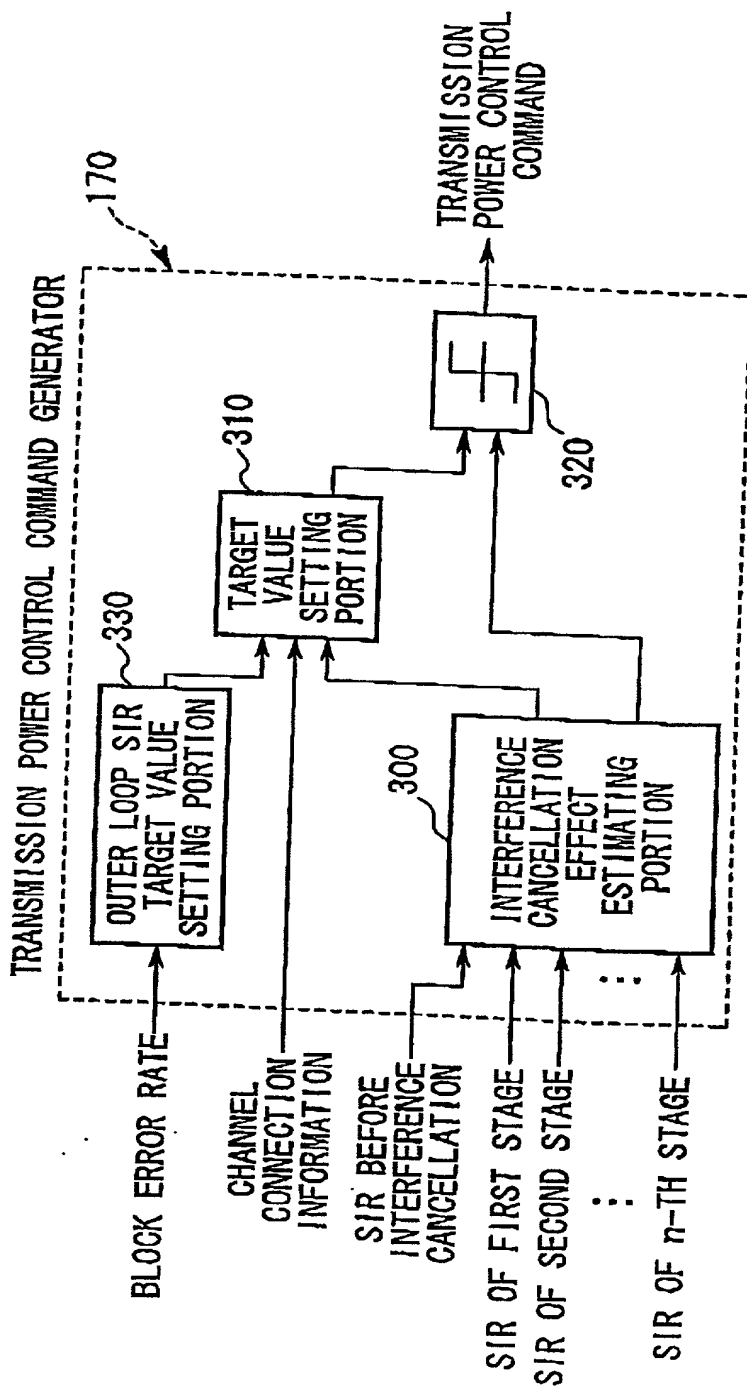 TRANSMISSION POWER CONTROL COMMAND GENERATOR
170
330
OUTER LOOP SIR
TARGET VALUE
SETTING PORTION
BLOCK ERROR RATE
310
TARGET
VALUE
SETTING
PORTION
CHANNEL
CONNECTION
INFORMATION
TRANSMISSION
POWER CONTROL
COMMAND
320
300
INTERFERENCE
CANCELLATION
EFFECT
ESTIMATING
PORTION
SIR BEFORE
INTERFERENCE
CANCELLATION
SIR OF FIRST STAGE
SIR OF SECOND STAGE
SIR OF n-TH STAGE